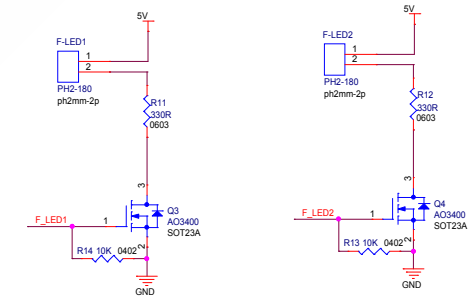 5V
F-LED1
1
2
PH2-180
ph2mm-2p
R11
330R
0603
3
Q3
AO3400
SOT23A
F_LED1
1
2
R14 10K 0402
GND
5V
F-LED2
1
2
PH2-180
ph2mm-2p
R12
330R
0603
3
Q4
AO3400
SOT23A
F_LED2
1
2
R13 10K 0402
GND